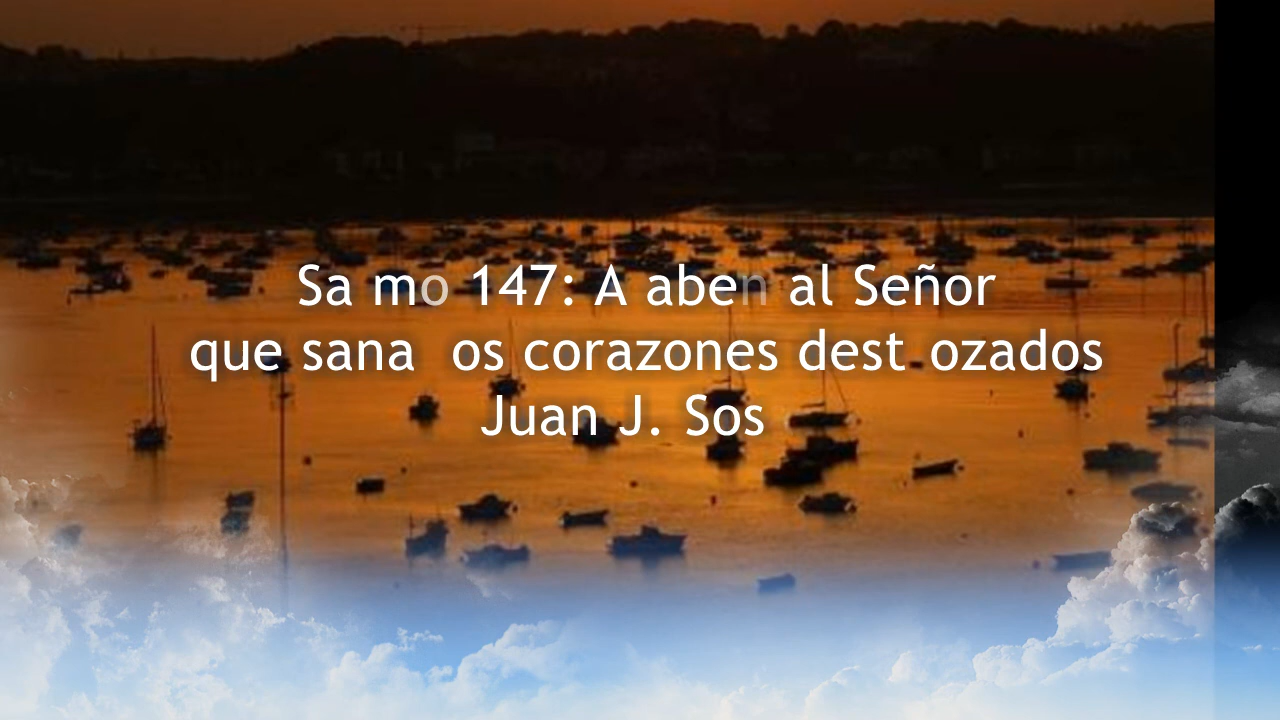 Sa mo 147: A aben al Señor
que sana  os corazones dest ozados
Juan J. Sos